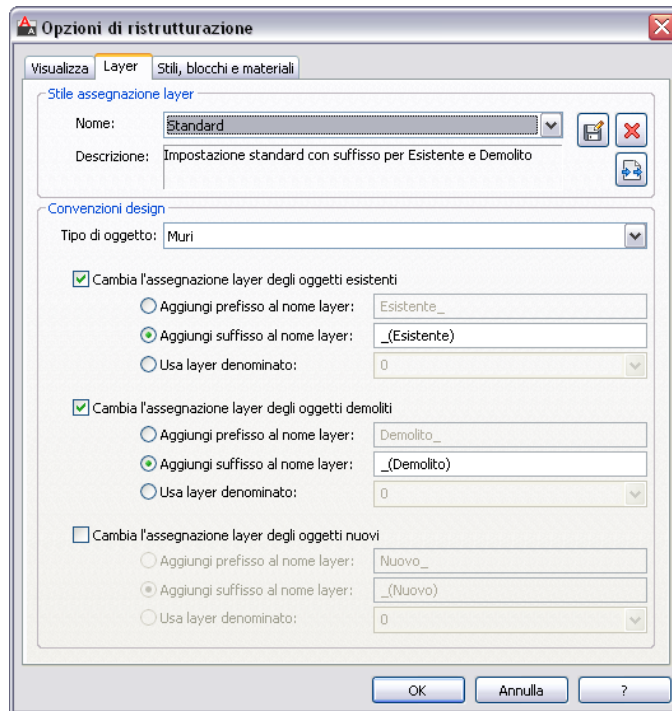 Opzioni di ristrutturazione
Visualizza Layer Stili, blocchi e materiali
Stile assegnazione layer
Nome: Standard
Descrizione: Impostazione standard con suffisso per Esistente e Demolito
Convenzioni design
Tipo di oggetto: Muri
Cambia l'assegnazione layer degli oggetti esistenti
Aggiungi prefisso al nome layer: Esistente_
Aggiungi suffisso al nome layer: _(Esistente)
Usa layer denominato: 0
Cambia l'assegnazione layer degli oggetti demoliti
Aggiungi prefisso al nome layer: Demolito_
Aggiungi suffisso al nome layer: _(Demolito)
Usa layer denominato: 0
Cambia l'assegnazione layer degli oggetti nuovi
Aggiungi prefisso al nome layer: Nuovo_
Aggiungi suffisso al nome layer: _(Nuovo)
Usa layer denominato: 0
OK Annulla ?